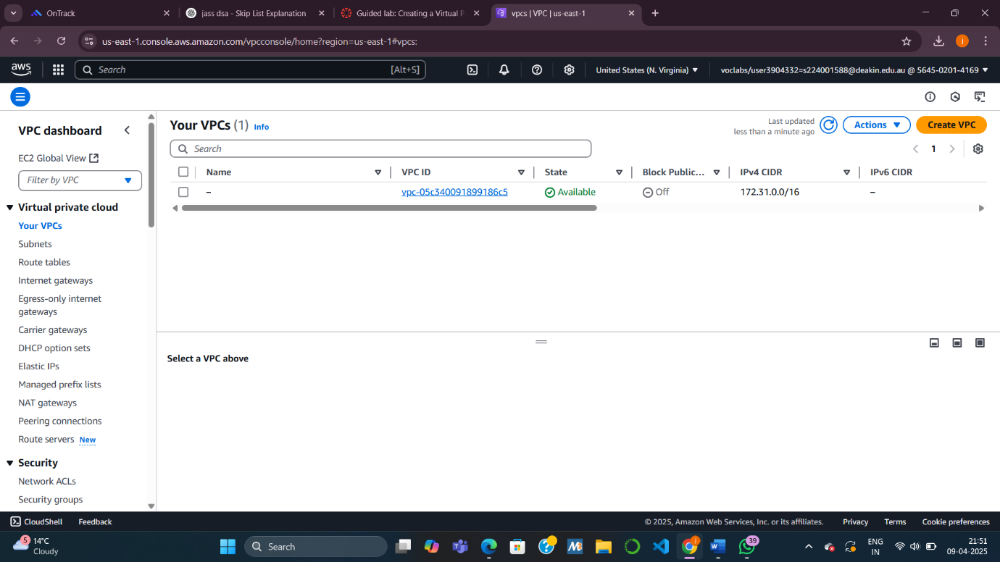 OnTrack
jass dsa - Skip List Explanation
Guided lab: Creating a Virtual P
vpcs | VPC | us-east-1
us-east-1.console.aws.amazon.com/vpcconsole/home?region=us-east-1#vpcs:
j
aws
Search
[Alt+S]
United States (N. Virginia)
voclabs/user3904332=s224001588@deakin.edu.au @ 5645-0201-4169
VPC dashboard
EC2 Global View
Filter by VPC
Virtual private cloud
Your VPCs
Subnets
Route tables
Internet gateways
Egress-only internet
gateways
Carrier gateways
DHCP option sets
Elastic IPs
Managed prefix lists
NAT gateways
Peering connections
Route servers New
Security
Network ACLs
Security groups
Your VPCs (1) Info
Last updated
less than a minute ago
Actions
Create VPC
Search
1
Name VPC ID State Block Public... IPv4 CIDR IPv6 CIDR
– vpc-05c340091899186c5 Available Off 172.31.0.0/16 –
Select a VPC above
CloudShell Feedback
© 2025, Amazon Web Services, Inc. or its affiliates. Privacy Terms Cookie preferences
5
14°C
Cloudy
Search
j
39
ENG
IN
21:51
09-04-2025